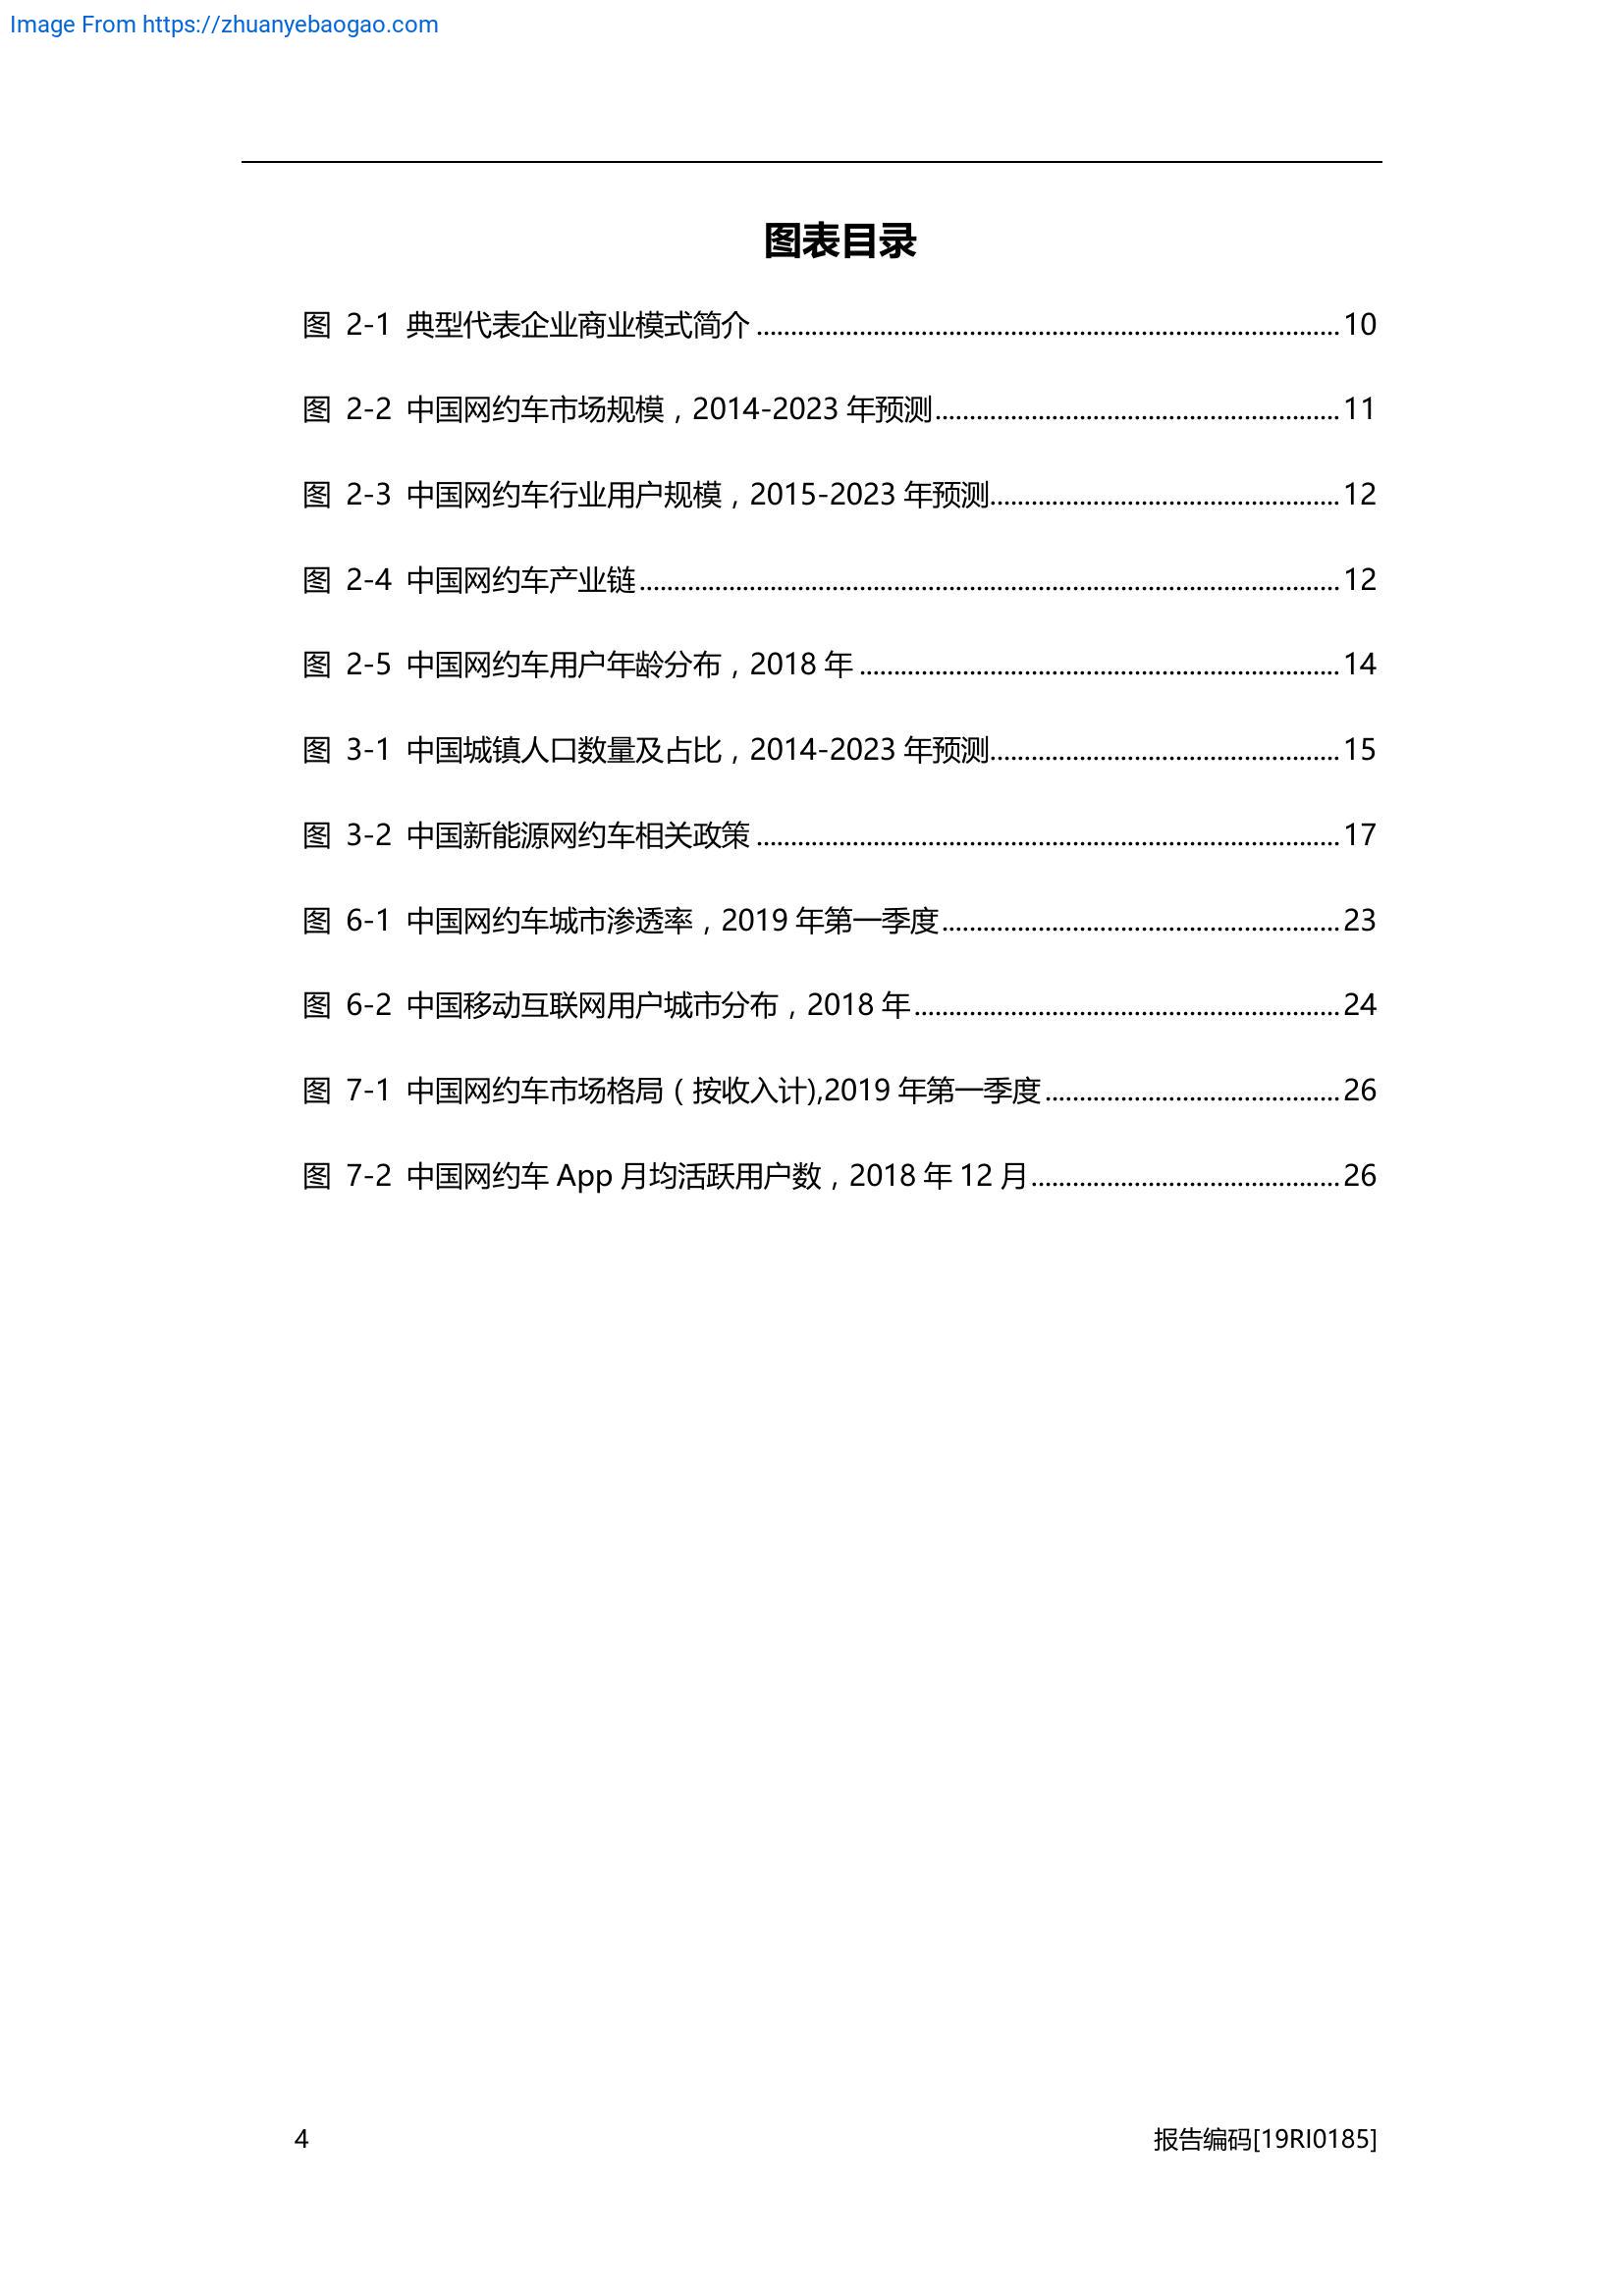 Image From https://zhuanyebaogao.com
图表目录
图 2-1 典型代表企业商业模式简介........................................10
图 2-2 中国网约车市场规模，2014-2023 年预测........................................11
图 2-3 中国网约车行业用户规模，2015-2023 年预测........................................12
图 2-4 中国网约车产业链........................................12
图 2-5 中国网约车用户年龄分布，2018 年........................................14
图 3-1 中国城镇人口数量及占比，2014-2023 年预测........................................15
图 3-2 中国新能源网约车相关政策........................................17
图 6-1 中国网约车城市渗透率，2019 年第一季度........................................23
图 6-2 中国移动互联网用户城市分布，2018 年........................................24
图 7-1 中国网约车市场格局（按收入计),2019 年第一季度........................................26
图 7-2 中国网约车 App 月均活跃用户数，2018 年 12 月........................................26
4 报告编码[19RI0185]